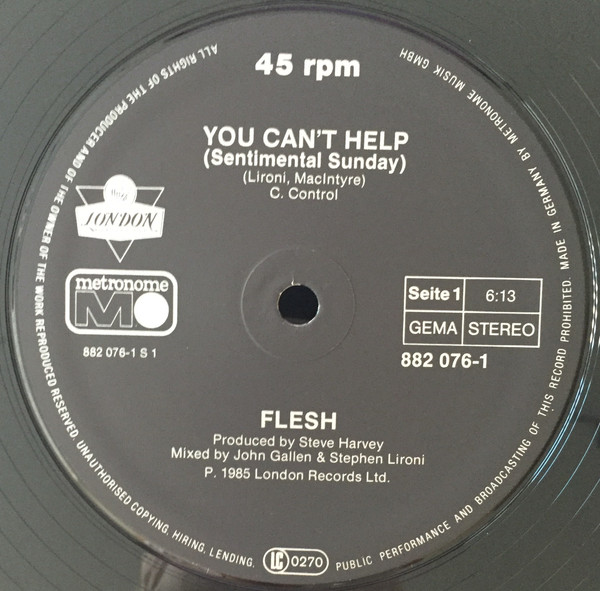 45 rpm
YOU CAN'T HELP
(Sentimental Sunday)
(Lironi, MacIntyre)
C. Control
LONDON
metronome
M
882 076-1 S 1
Seite 1 6:13
GEMA STEREO
882 076-1
FLESH
Produced by Steve Harvey
Mixed by John Gallen & Stephen Lironi
P. 1985 London Records Ltd.
ALL RIGHTS OF THE PRODUCER AND OF THE OWNER OF THE WORK REPRODUCED RESERVED. UNAUTHORISED COPYING, HIRING, LENDING, LC 0270 PUBLIC PERFORMANCE AND BROADCASTING OF THIS RECORD PROHIBITED. MADE IN GERMANY BY METRONOME MUSIK GMBH